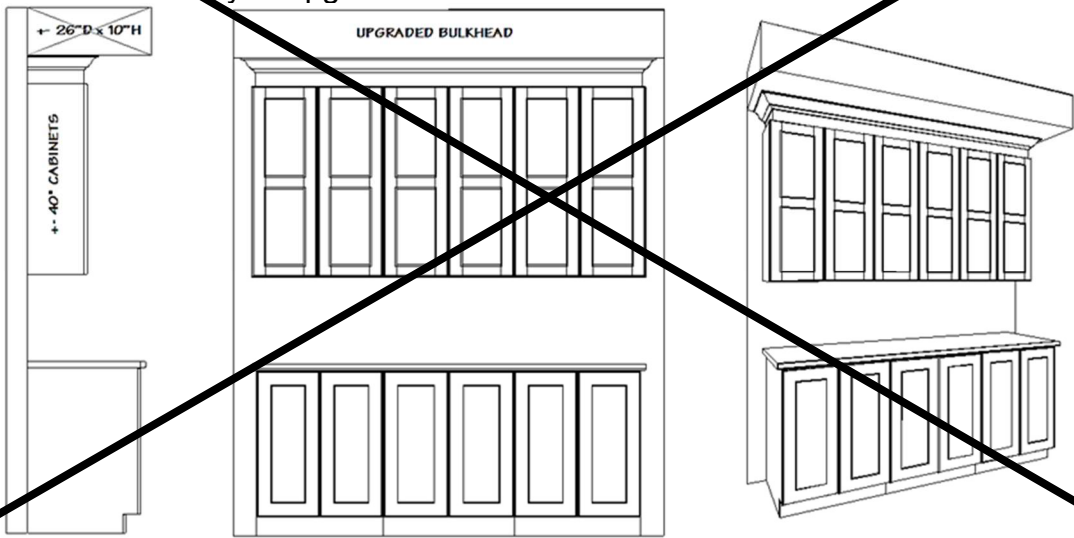 +- 26"D x 10"H
UPGRADED BULKHEAD
+- 40" CABINETS